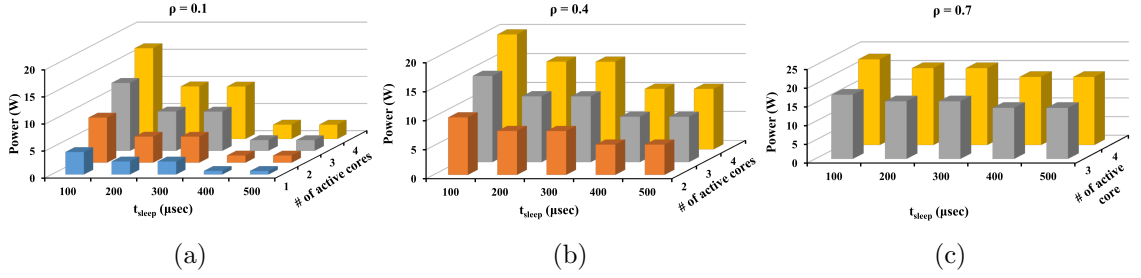 ρ = 0.1
Power (W)
20
15
10
5
0
100 200 300 400 500
1 2 3 4
# of active cores
t_sleep (μsec)
(a)
ρ = 0.4
Power (W)
20
15
10
5
0
100 200 300 400 500
2 3 4
# of active cores
t_sleep (μsec)
(b)
ρ = 0.7
Power (W)
25
20
15
10
5
0
100 200 300 400 500
3 4
# of active
core
t_sleep (μsec)
(c)